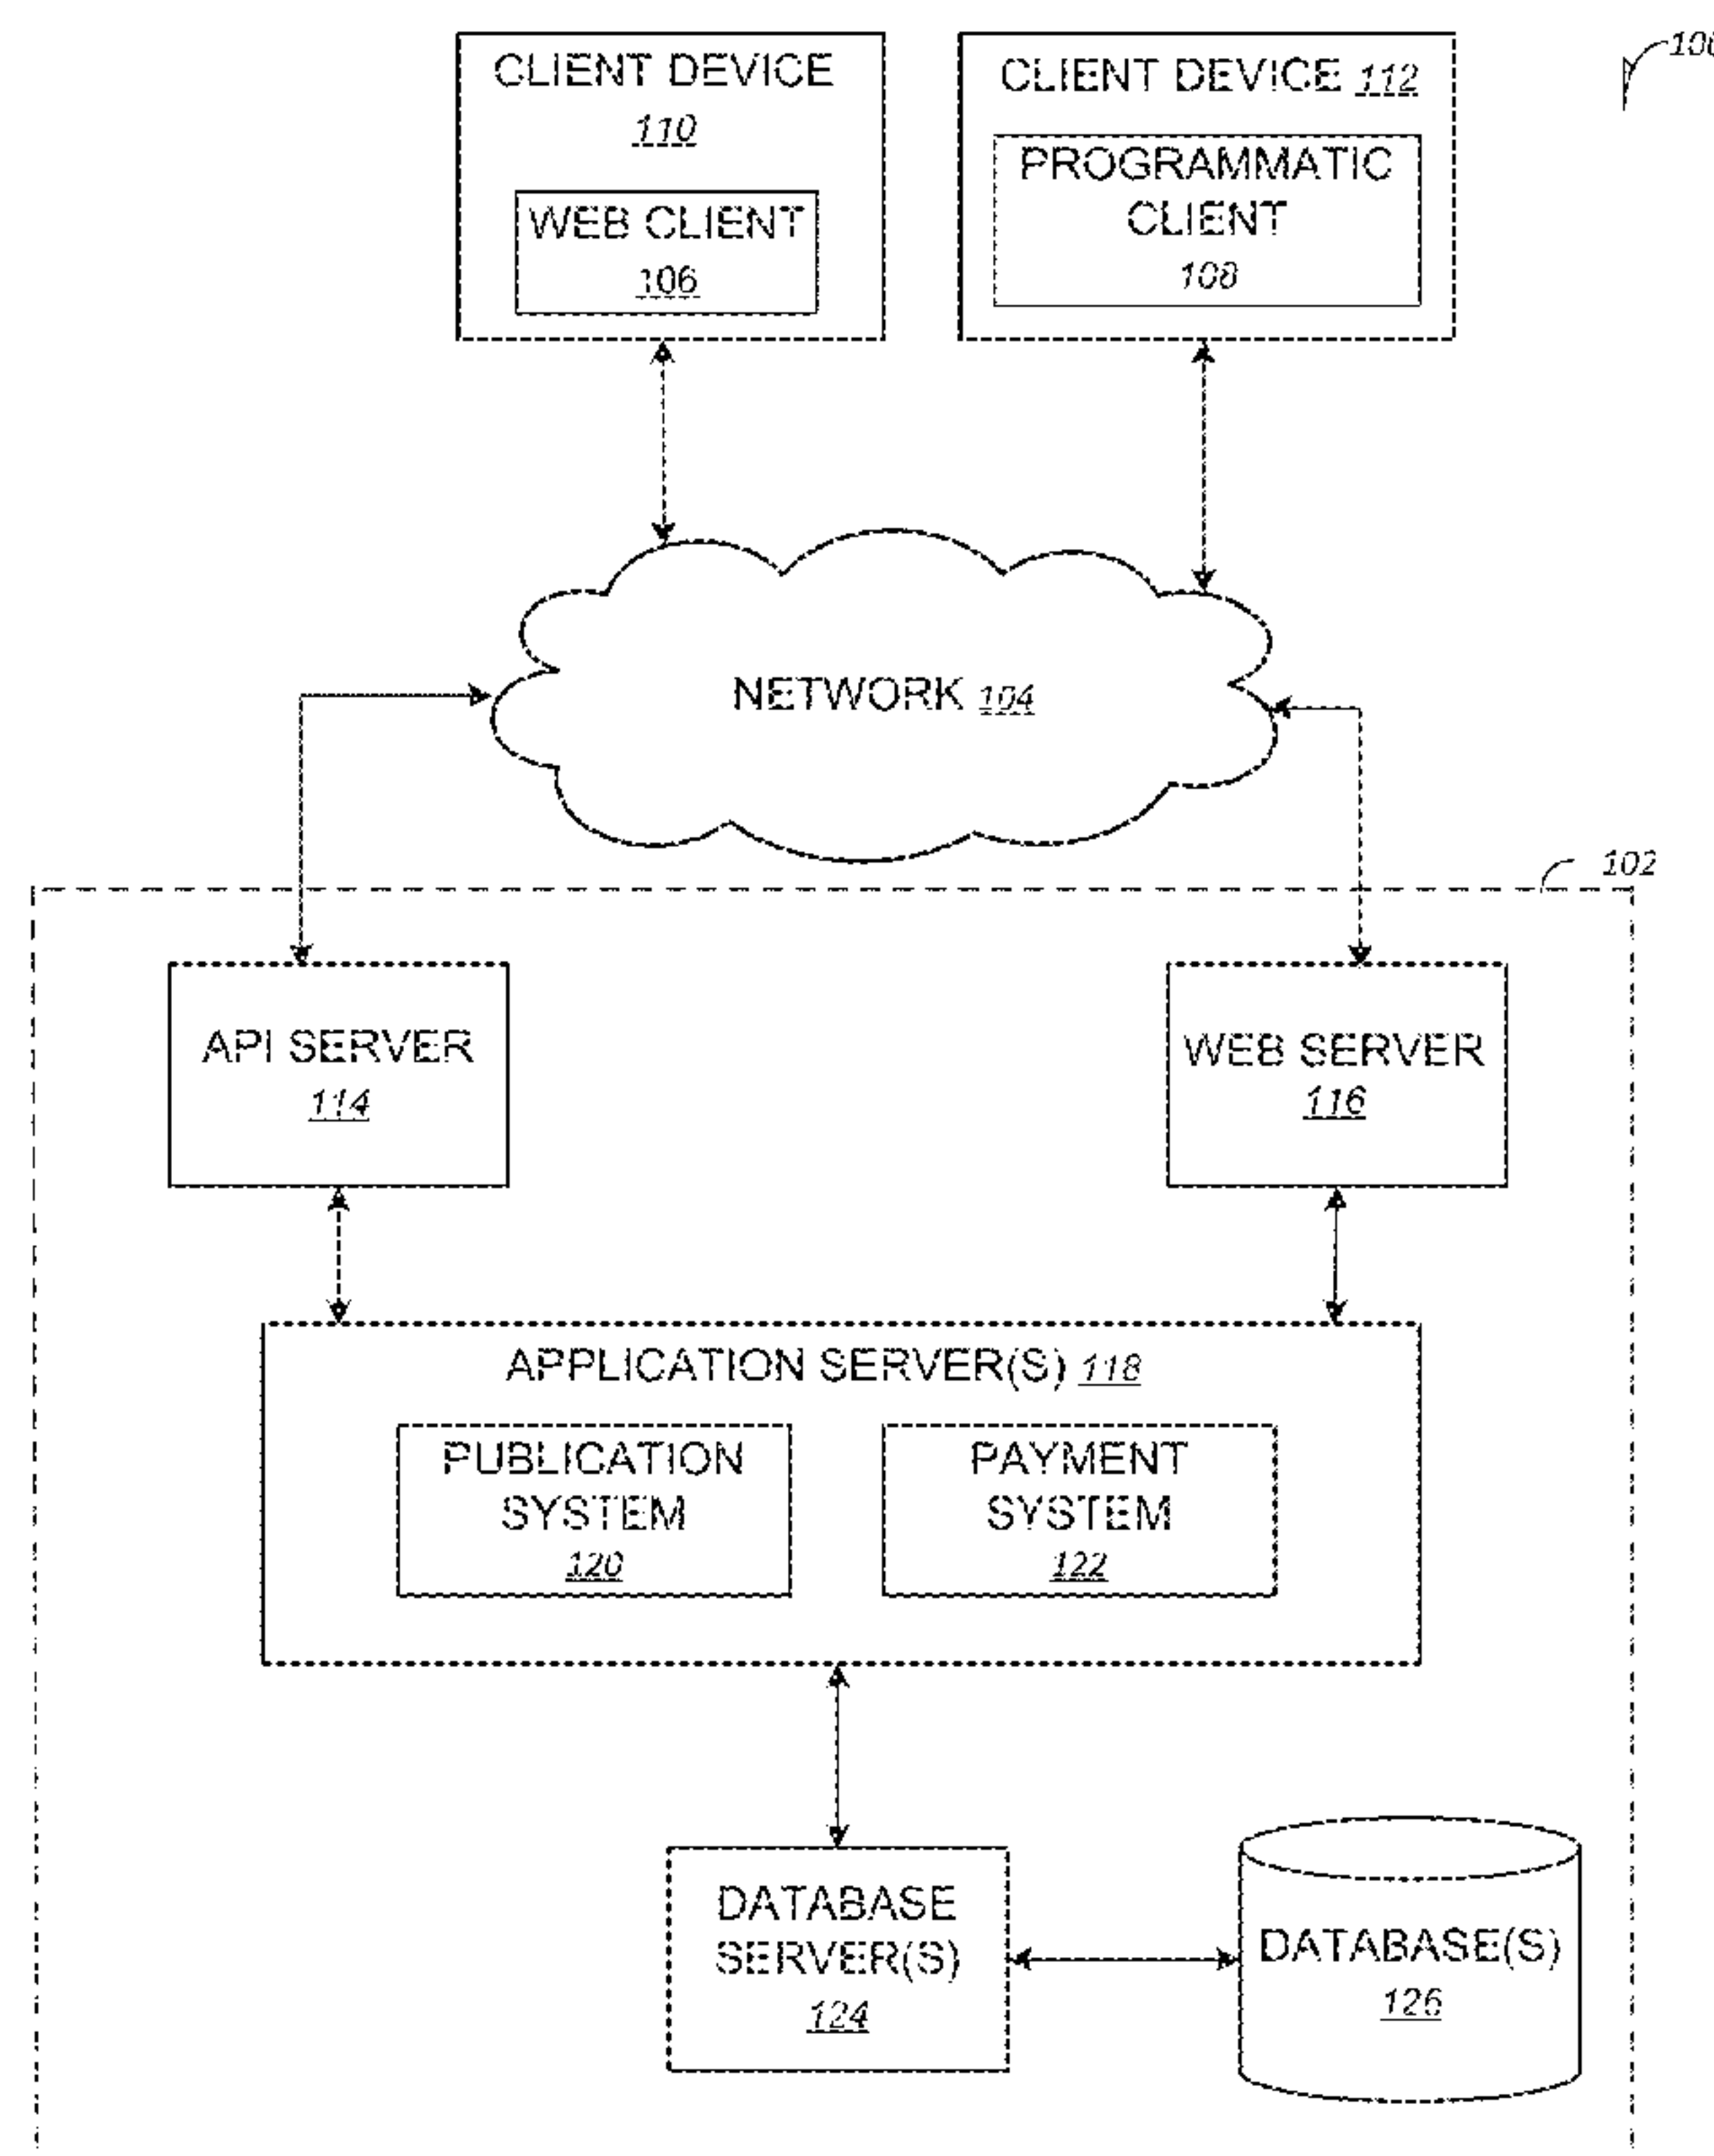 100
CLIENT DEVICE
110
WEB CLIENT
106
CLIENT DEVICE 112
PROGRAMMATIC
CLIENT
108
NETWORK 104
102
API SERVER
114
WEB SERVER
116
APPLICATION SERVER(S) 118
PUBLICATION
SYSTEM
120
PAYMENT
SYSTEM
122
DATABASE
SERVER(S)
124
DATABASE(S)
126